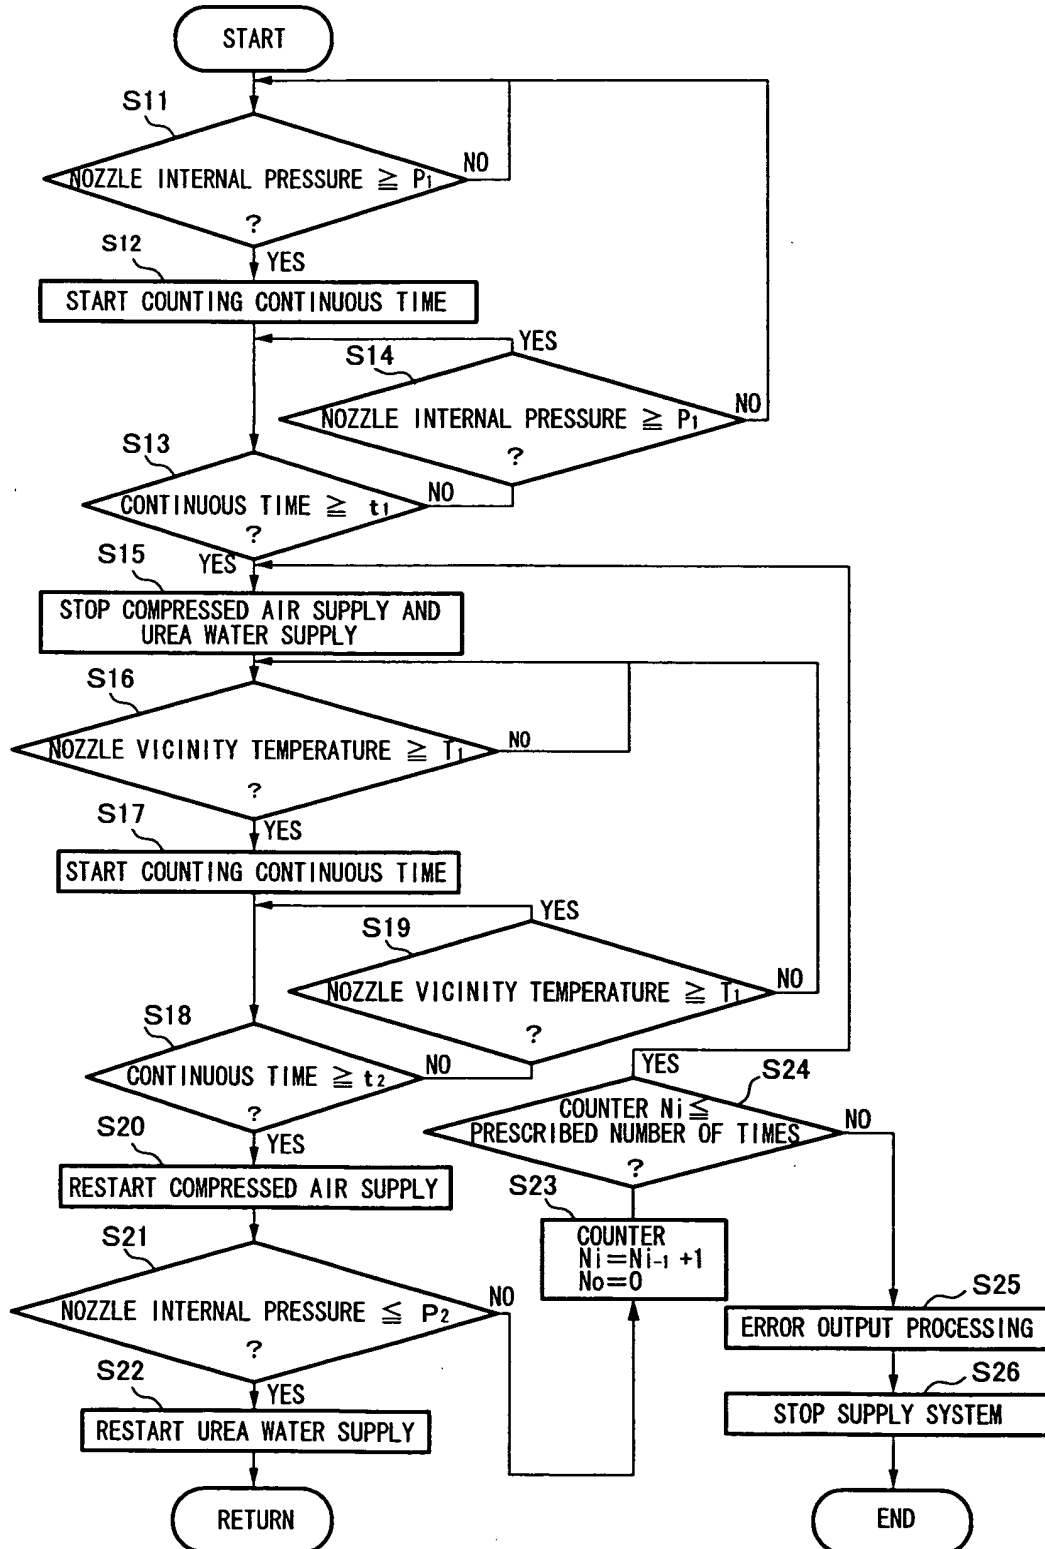 START
S11
NOZZLE INTERNAL PRESSURE ≧ P1
?
NO
YES
S12
START COUNTING CONTINUOUS TIME
YES
S14
NOZZLE INTERNAL PRESSURE ≧ P1
?
NO
S13
CONTINUOUS TIME ≧ t1
?
NO
YES
S15
STOP COMPRESSED AIR SUPPLY AND
UREA WATER SUPPLY
S16
NOZZLE VICINITY TEMPERATURE ≧ T1
?
NO
YES
S17
START COUNTING CONTINUOUS TIME
YES
S19
NOZZLE VICINITY TEMPERATURE ≧ T1
?
NO
S18
CONTINUOUS TIME ≧ t2
?
NO
YES
S20
RESTART COMPRESSED AIR SUPPLY
S21
NOZZLE INTERNAL PRESSURE ≦ P2
?
NO
YES
S22
RESTART UREA WATER SUPPLY
RETURN
S23
COUNTER
Ni=Ni-1 +1
No=0
YES
S24
COUNTER Ni≦
PRESCRIBED NUMBER OF TIMES
?
NO
S25
ERROR OUTPUT PROCESSING
S26
STOP SUPPLY SYSTEM
END